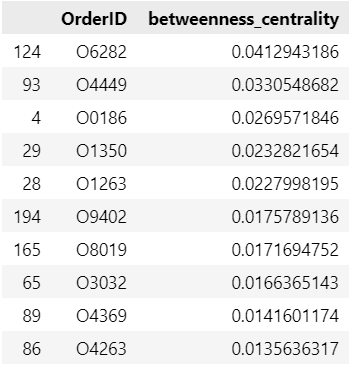 OrderID betweenness_centrality
124 O6282 0.0412943186
93 O4449 0.0330548682
4 O0186 0.0269571846
29 O1350 0.0232821654
28 O1263 0.0227998195
194 O9402 0.0175789136
165 O8019 0.0171694752
65 O3032 0.0166365143
89 O4369 0.0141601174
86 O4263 0.0135636317